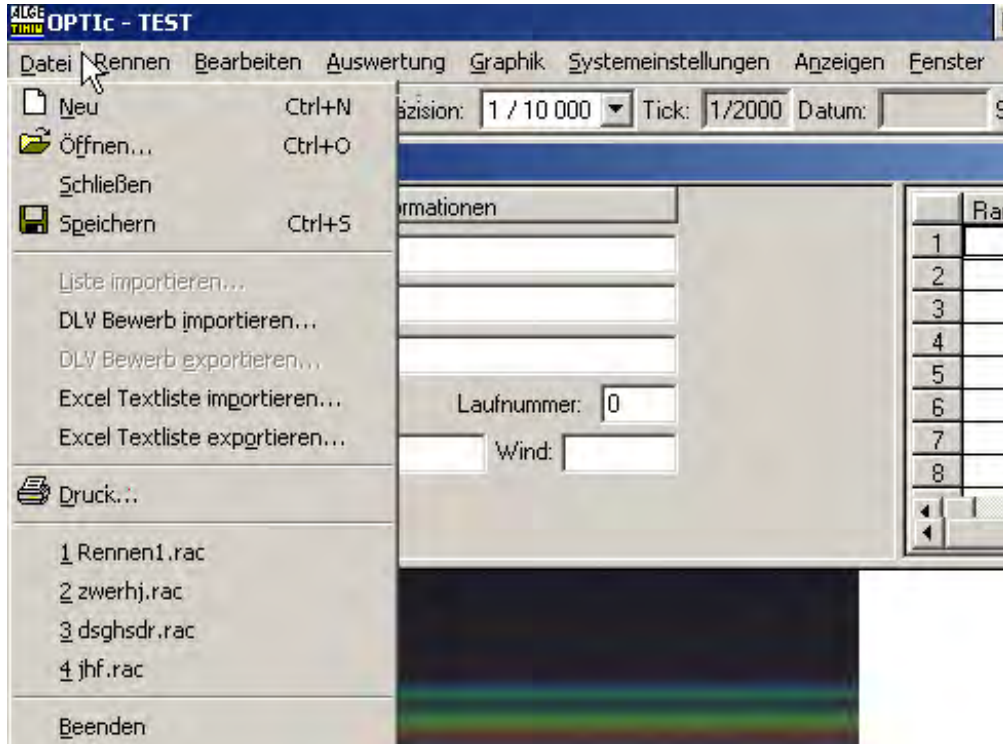 ALGE
TIMIN OPTIc - TEST
Datei Rennen Bearbeiten Auswertung Graphik Systemeinstellungen Anzeigen Fenster
Neu Ctrl+N
äzision: 1 / 10 000 Tick: 1/2000 Datum: S
Öffnen... Ctrl+O
Schließen
Speichern Ctrl+S
rmationen
Ra
1
2
3
4
5
6
7
8
Liste importieren...
DLV Bewerb importieren...
DLV Bewerb exportieren...
Excel Textliste importieren...
Excel Textliste exportieren...
Laufnummer: 0
Wind:
Druck...
1 Rennen1.rac
2 zwerhj.rac
3 dsghsdr.rac
4 jhf.rac
Beenden